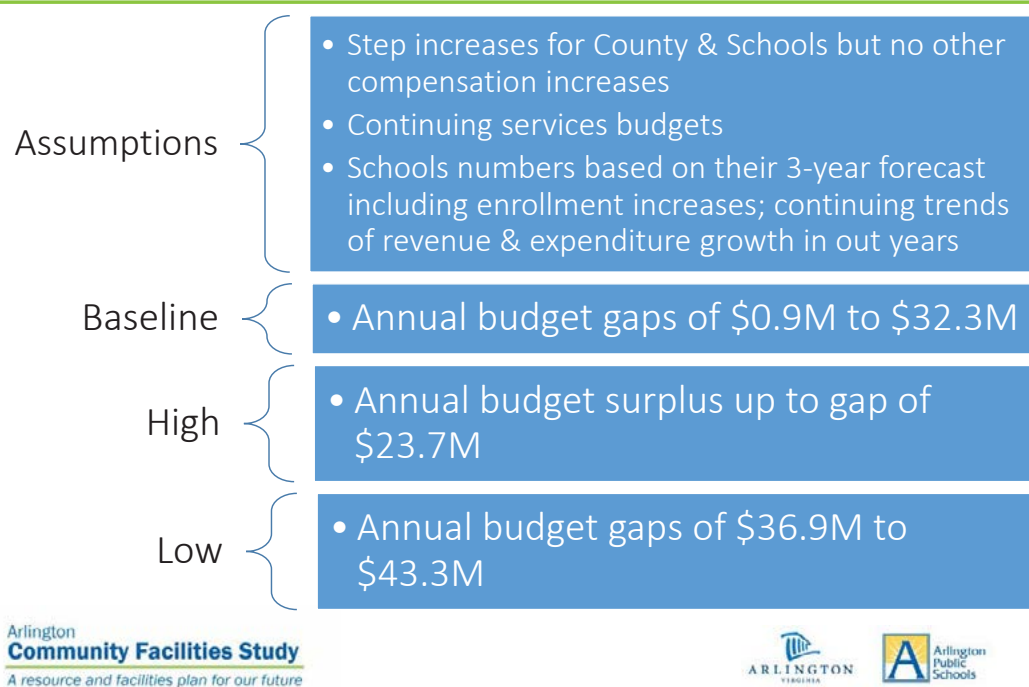 Assumptions
• Step increases for County & Schools but no other
compensation increases
• Continuing services budgets
• Schools numbers based on their 3-year forecast
including enrollment increases; continuing trends
of revenue & expenditure growth in out years
Baseline
• Annual budget gaps of $0.9M to $32.3M
High
• Annual budget surplus up to gap of
$23.7M
Low
• Annual budget gaps of $36.9M to
$43.3M
Arlington
Community Facilities Study
A resource and facilities plan for our future
ARLINGTON
VIRGINIA
A
Arlington
Public
Schools